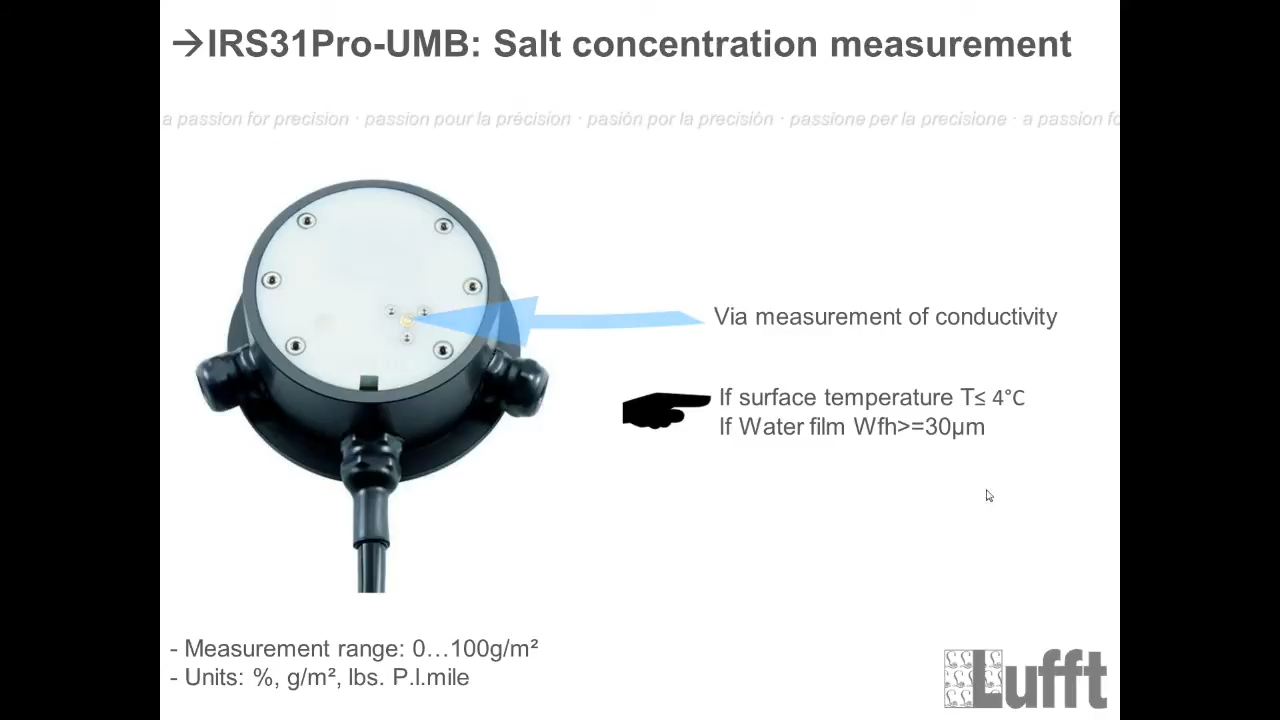 →IRS31Pro-UMB: Salt concentration measurement
a passion for precision · passion pour la précision · pasión por la precisión · passione per la precisione · a passion fo
Via measurement of conductivity
If surface temperature T≤ 4°C
If Water film Wfh>=30µm
- Measurement range: 0…100g/m²
- Units: %, g/m², lbs. P.l.mile
Lufft